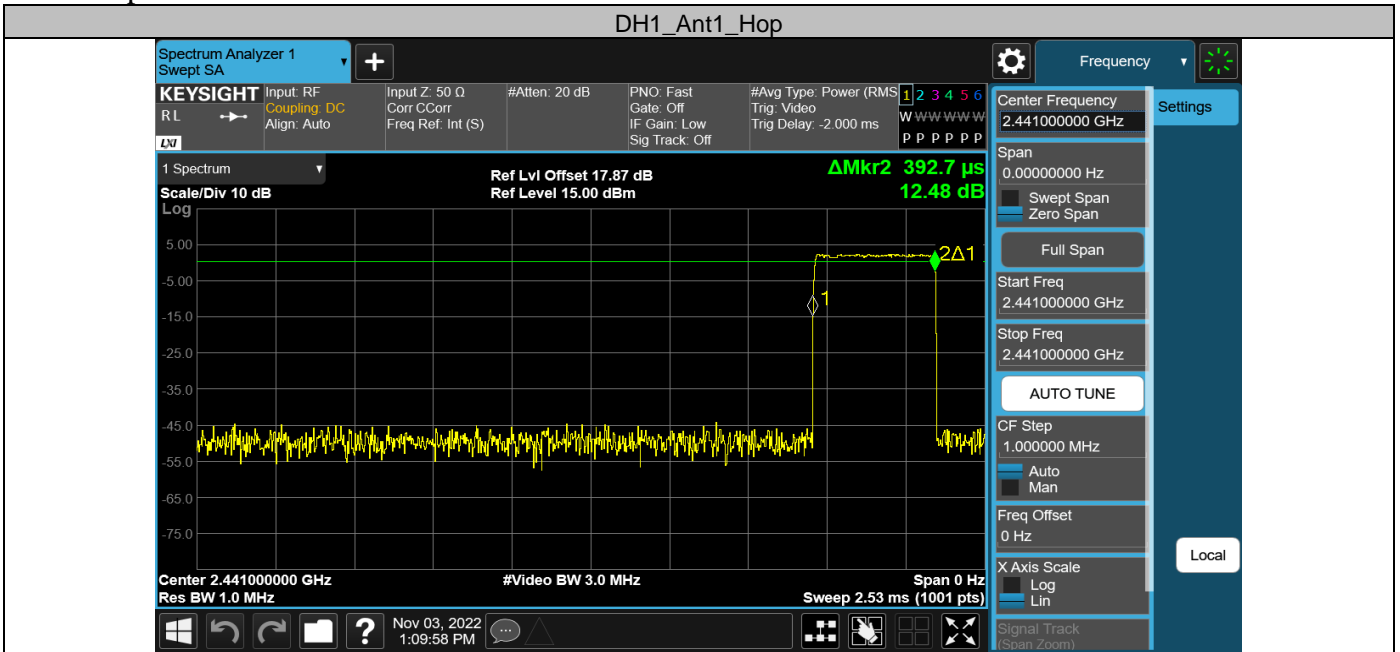 DH1_Ant1_Hop
Spectrum Analyzer 1
Swept SA
Frequency
KEYSIGHT
RL
LXI
Input: RF
Coupling: DC
Align: Auto
Input Z: 50 Ω
Corr CCorr
Freq Ref: Int (S)
#Atten: 20 dB
PNO: Fast
Gate: Off
IF Gain: Low
Sig Track: Off
#Avg Type: Power (RMS
Trig: Video
Trig Delay: -2.000 ms
1 2 3 4 5 6
W W W W W W
P P P P P P
1 Spectrum
Scale/Div 10 dB
Log
Ref Lvl Offset 17.87 dB
Ref Level 15.00 dBm
ΔMkr2 392.7 µs
12.48 dB
5.00
-5.00
-15.0
-25.0
-35.0
-45.0
-55.0
-65.0
-75.0
2Δ1
1
Center 2.441000000 GHz
Res BW 1.0 MHz
#Video BW 3.0 MHz
Span 0 Hz
Sweep 2.53 ms (1001 pts)
Center Frequency
2.441000000 GHz
Settings
Span
0.00000000 Hz
Swept Span
Zero Span
Full Span
Start Freq
2.441000000 GHz
Stop Freq
2.441000000 GHz
AUTO TUNE
CF Step
1.000000 MHz
Auto
Man
Freq Offset
0 Hz
X Axis Scale
Log
Lin
Local
Signal Track
(Span Zoom)
?
Nov 03, 2022
1:09:58 PM